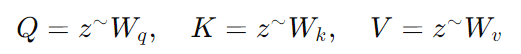 Q = z~W_q,   K = z~W_k,   V = z~W_v